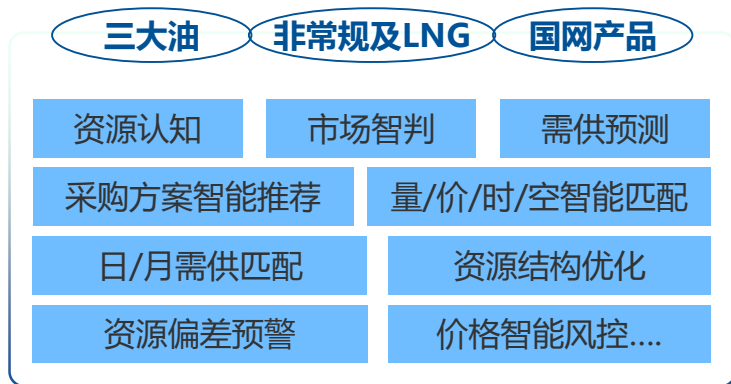 三大油 非常规及LNG 国网产品
资源认知 市场智判 需供预测
采购方案智能推荐 量/价/时/空智能匹配
日/月需供匹配 资源结构优化
资源偏差预警 价格智能风控....